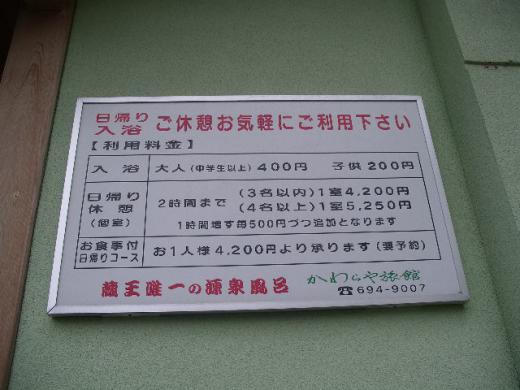 日帰り入浴 ご休憩お気軽にご利用下さい
【利用料金】
入浴 大人(中学生以上)400円 子供200円
日帰り休憩(個室) 2時間まで (3名以内)1室4,200円
(4名以上)1室5,250円
1時間増す毎500円づつ追加となります
お食事付日帰りコース お1人様4,200円より承ります(要予約)
蔵王唯一の源泉風呂 かわらや旅館
☎694-9007